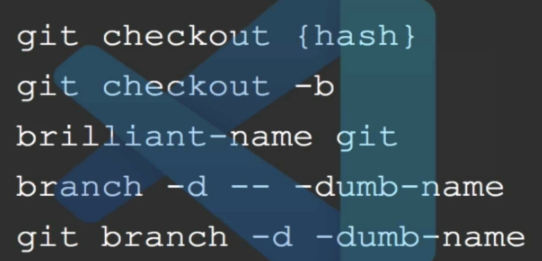 git checkout {hash}
git checkout -b
brilliant-name git
branch -d -- -dumb-name
git branch -d -dumb-name